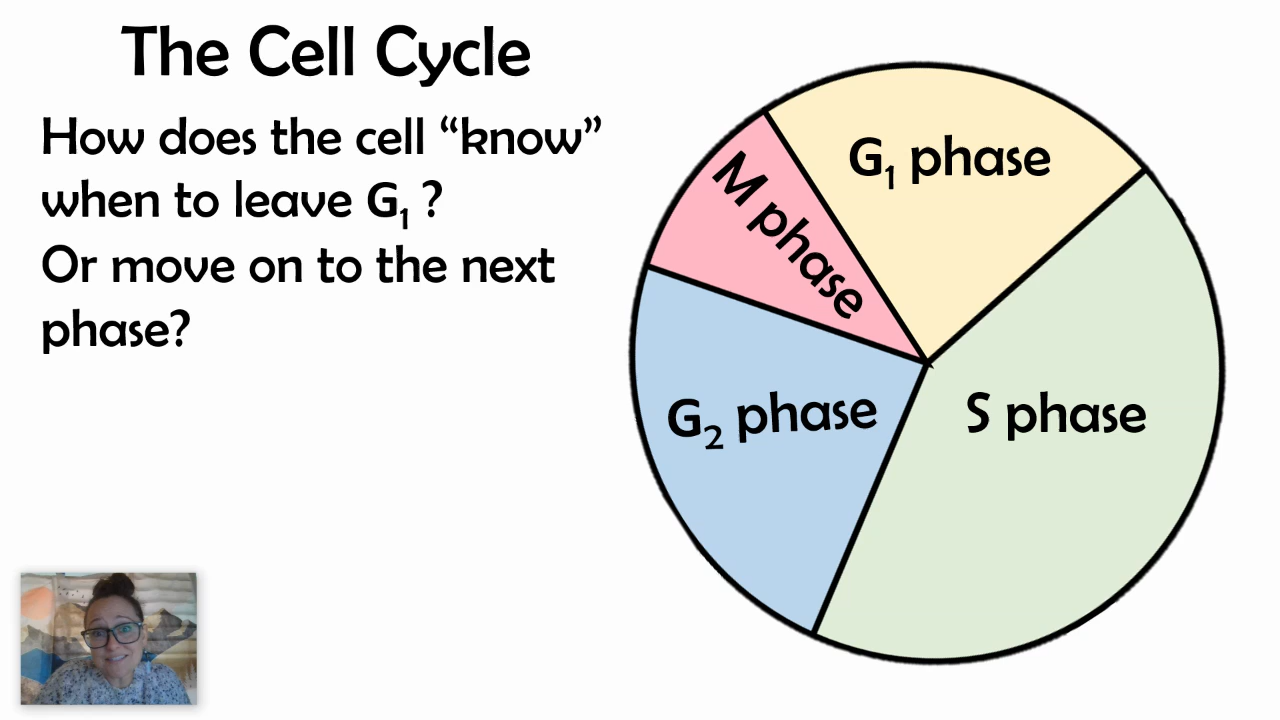 The Cell Cycle
How does the cell “know”
when to leave G₁ ?
Or move on to the next
phase?
G₁ phase
M phase
S phase
G₂ phase